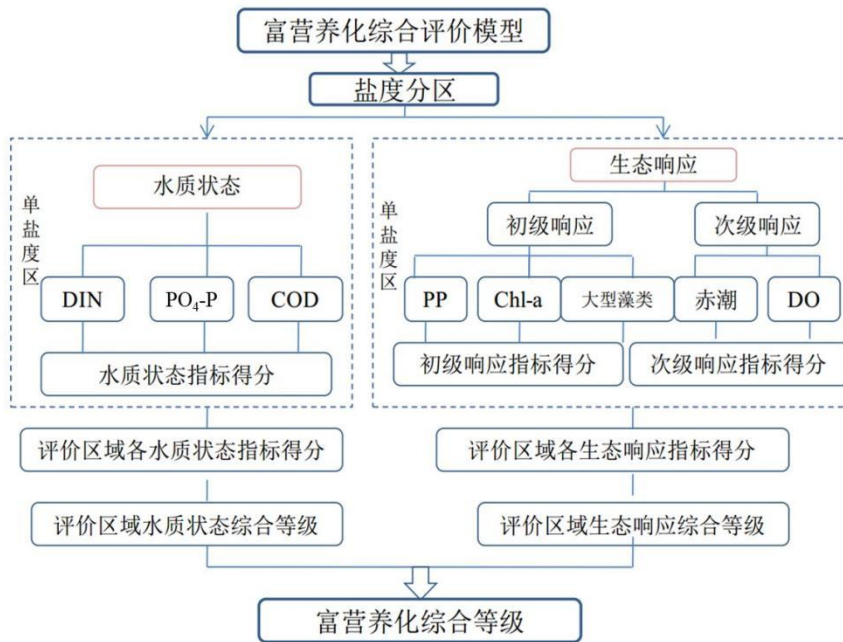 富营养化综合评价模型
盐度分区
单盐度区
水质状态
DIN
PO₄-P
COD
水质状态指标得分
单盐度区
生态响应
初级响应
次级响应
PP
Chl-a
大型藻类
赤潮
DO
初级响应指标得分
次级响应指标得分
评价区域各水质状态指标得分
评价区域各生态响应指标得分
评价区域水质状态综合等级
评价区域生态响应综合等级
富营养化综合等级